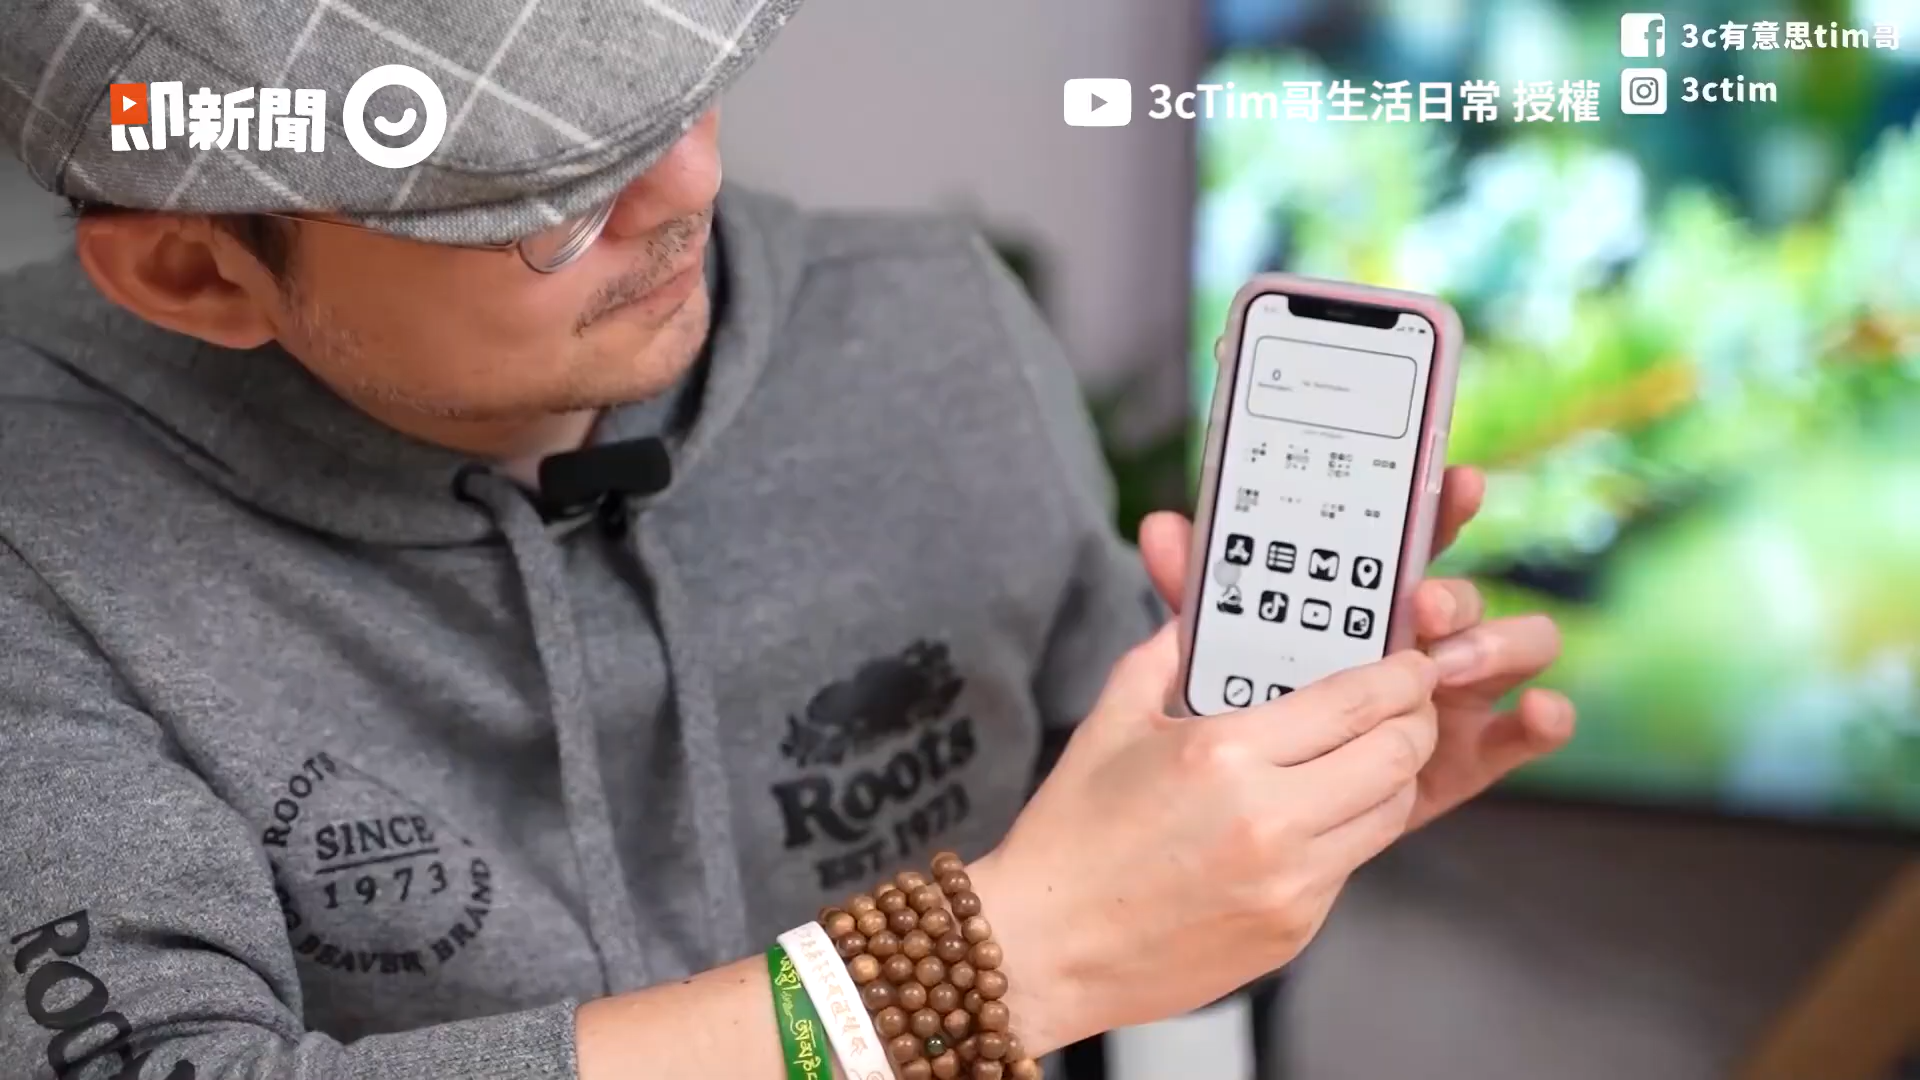 即新聞
3cTim哥生活日常 授權
3c有意思tim哥
3ctim
0
ROOTS
SINCE
1973
BEAVER BRAND
Roots
EST 1973